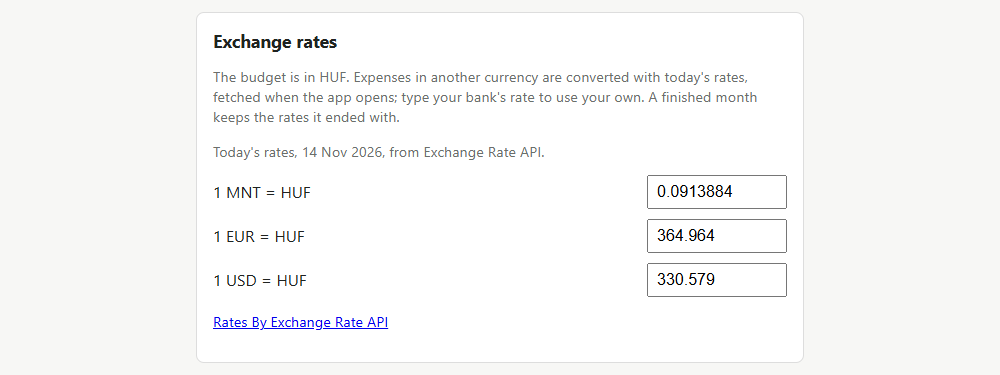 Exchange rates
The budget is in HUF. Expenses in another currency are converted with today's rates,
fetched when the app opens; type your bank's rate to use your own. A finished month
keeps the rates it ended with.
Today's rates, 14 Nov 2026, from Exchange Rate API.
1 MNT = HUF 0.0913884
1 EUR = HUF 364.964
1 USD = HUF 330.579
Rates By Exchange Rate API